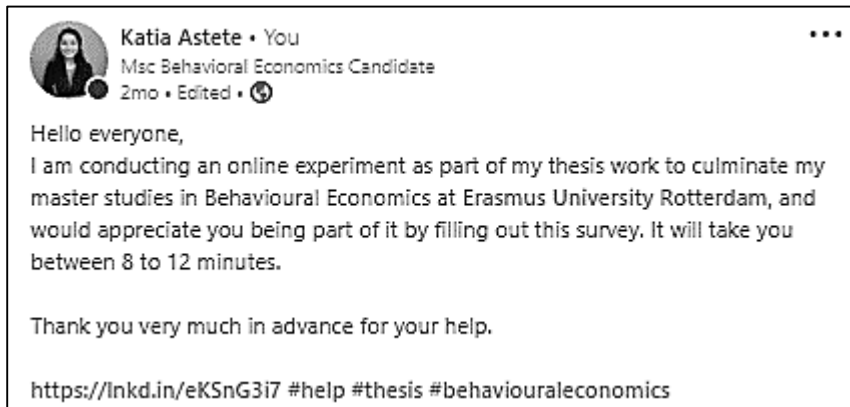 Katia Astete • You
Msc Behavioral Economics Candidate
2mo • Edited •
Hello everyone,
I am conducting an online experiment as part of my thesis work to culminate my
master studies in Behavioural Economics at Erasmus University Rotterdam, and
would appreciate you being part of it by filling out this survey. It will take you
between 8 to 12 minutes.
Thank you very much in advance for your help.
https://lnkd.in/eKSnG3i7 #help #thesis #behaviouraleconomics